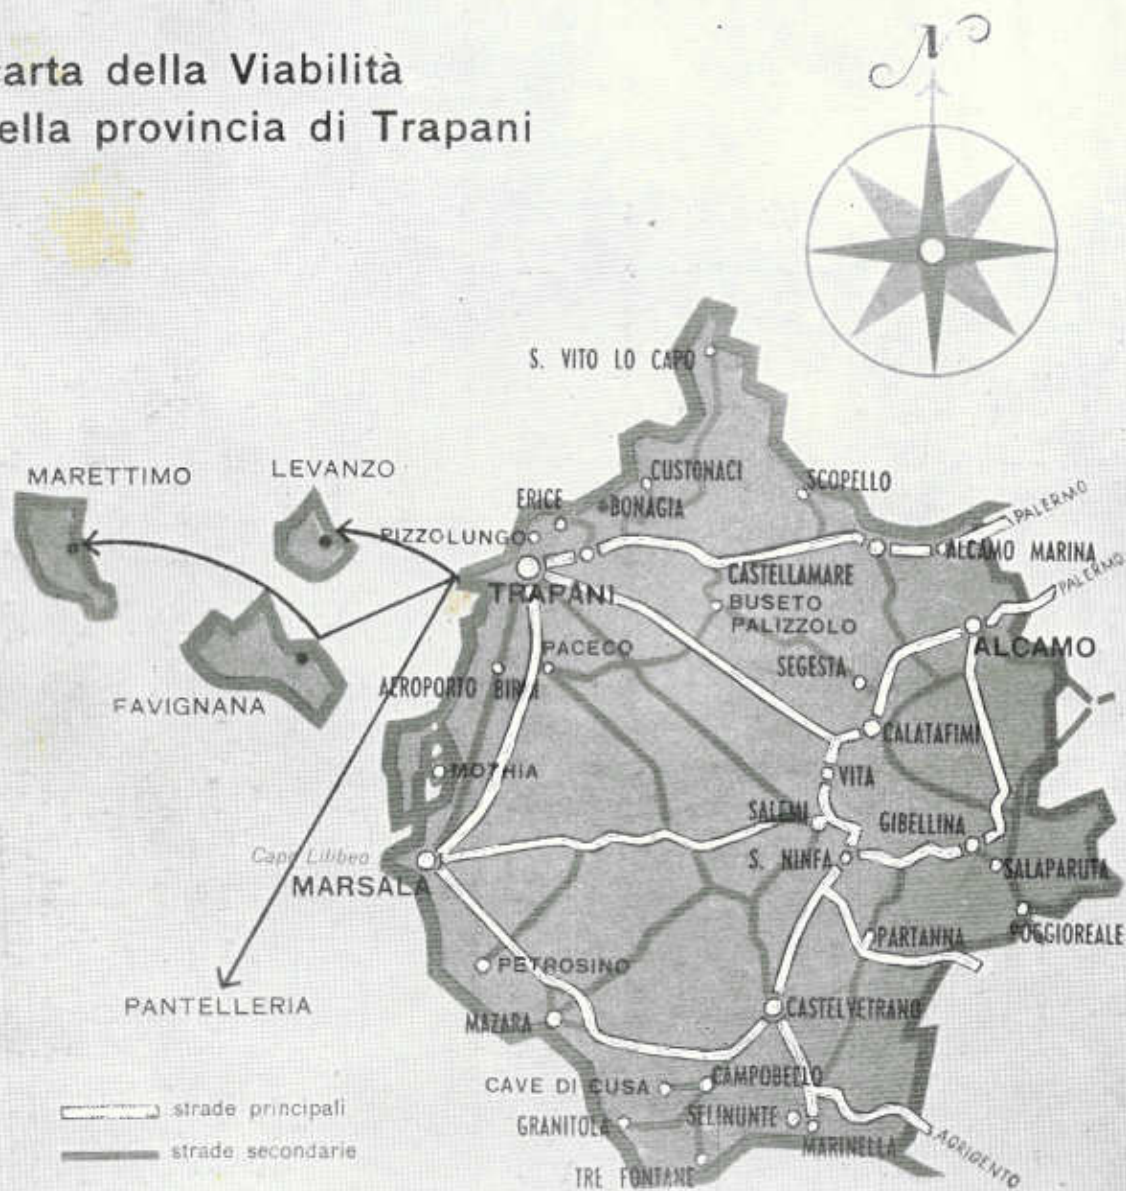 arta della Viabilità
ella provincia di Trapani
N
S. VITO LO CAPO
MARETTIMO
LEVANZO
CUSTONACI
SCOPELLO
ERICE
BONAGIA
PALERMO
PIZZOLUNGO
ALCAMO MARINA
TRAPANI
CASTELLAMARE
PALERMO
BUSETO
PALIZZOLO
PACECO
ALCAMO
SEGESTA
AEROPORTO BIRGI
FAVIGNANA
CALATAFIMI
MOTHIA
VITA
SALEMI
GIBELLINA
Capo Lilibeo
S. NINFA
SALAPARUTA
MARSALA
PARTANNA
POGGIOREALE
PETROSINO
PANTELLERIA
CASTELVETRANO
MAZARA
CAVE DI CUSA
CAMPOBELLO
strade principali
GRANITOLA
SELINUNTE
MARINELLA
AGRIGENTO
strade secondarie
TRE FONTANE